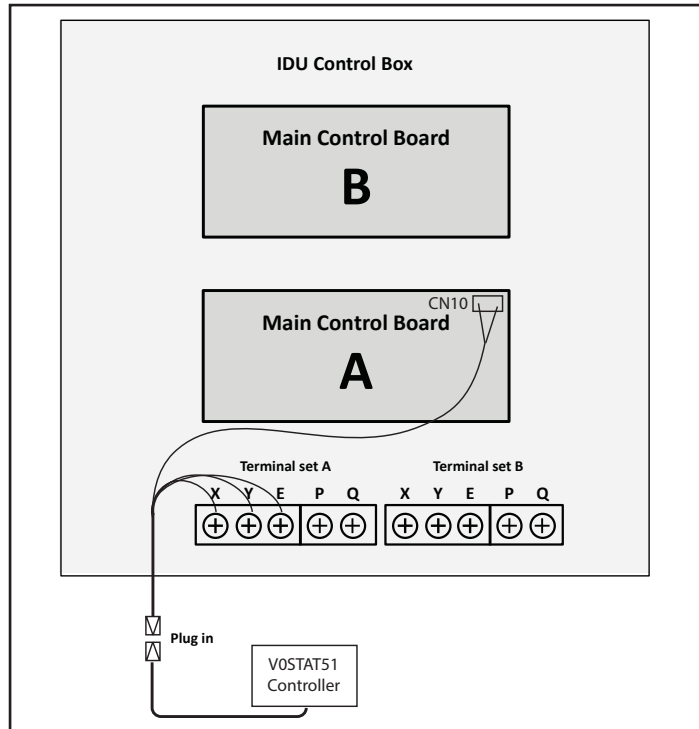 IDU Control Box
Main Control Board
B
CN10
Main Control Board
A
Terminal set A
Terminal set B
X Y E P Q
X Y E P Q
Plug in
V0STAT51
Controller